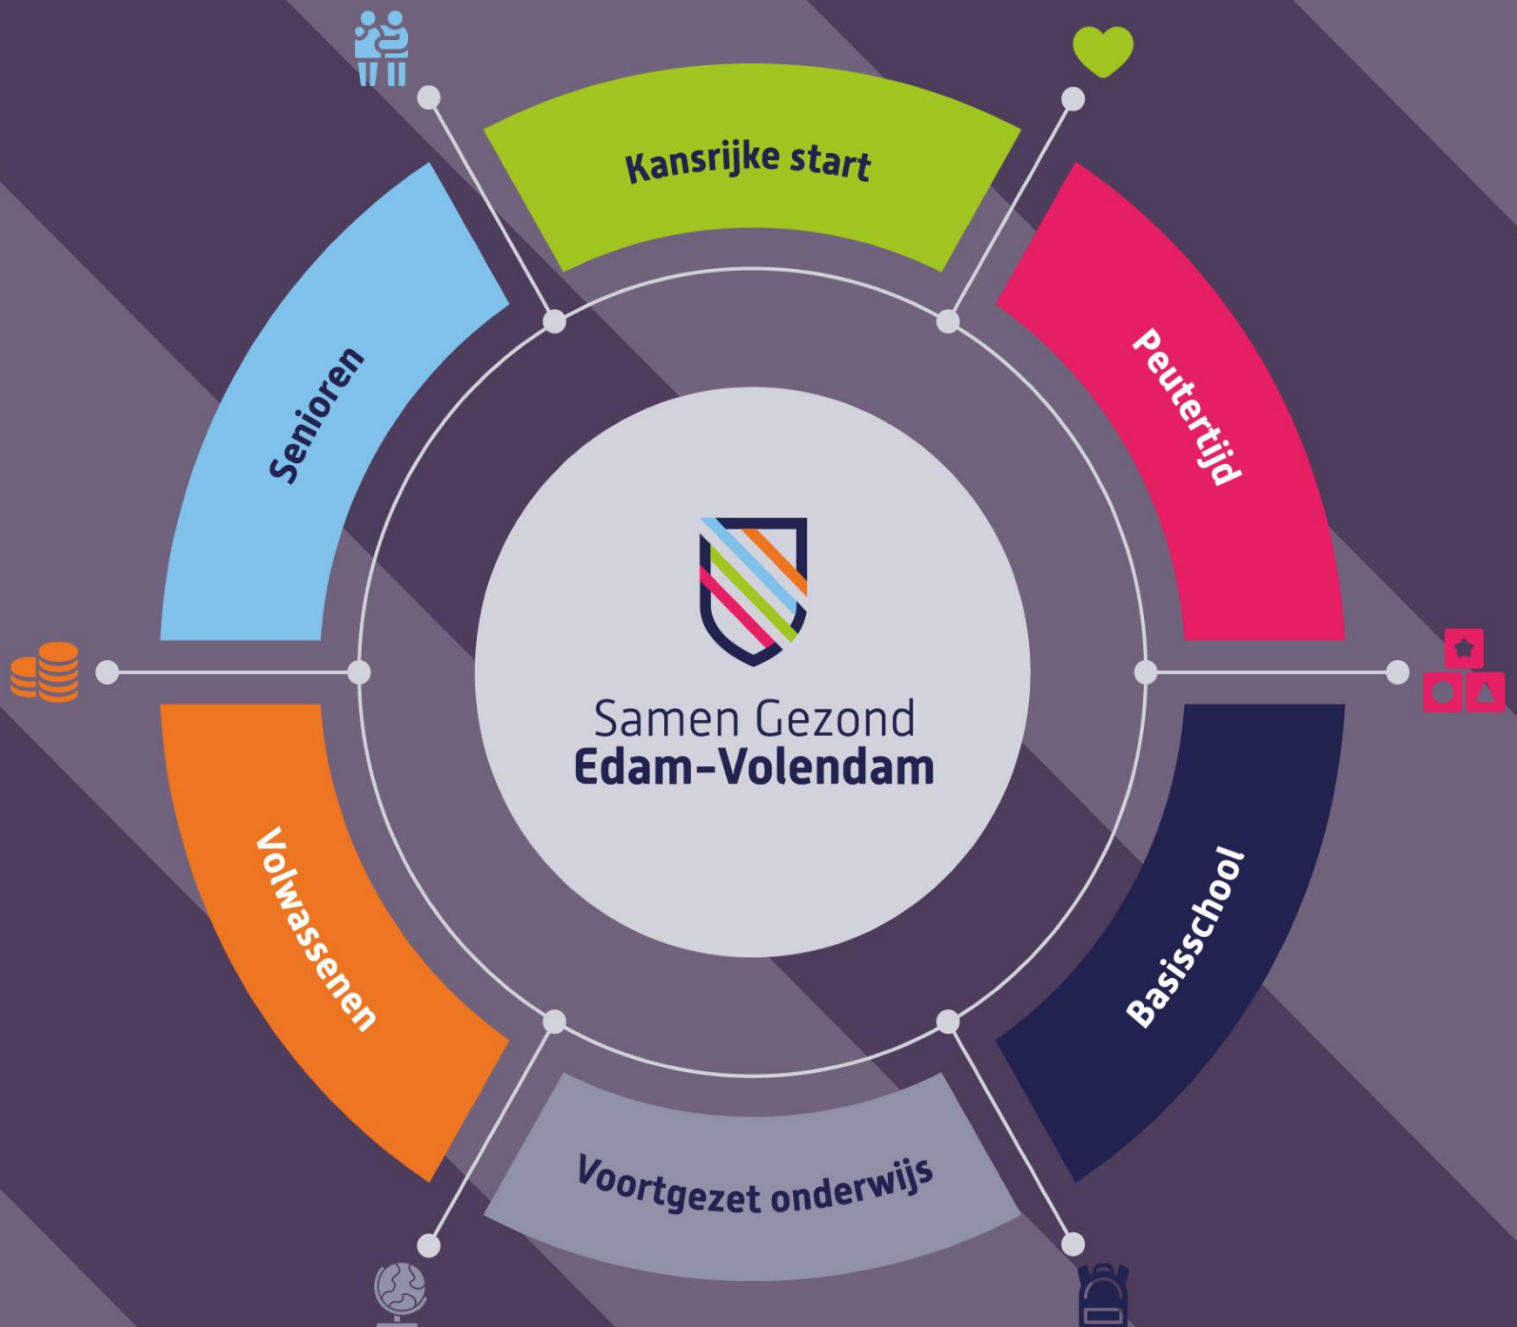 Kansrijke start
Peutertijd
Basisschool
Voortgezet onderwijs
Volwassenen
Senioren
Samen Gezond
Edam-Volendam